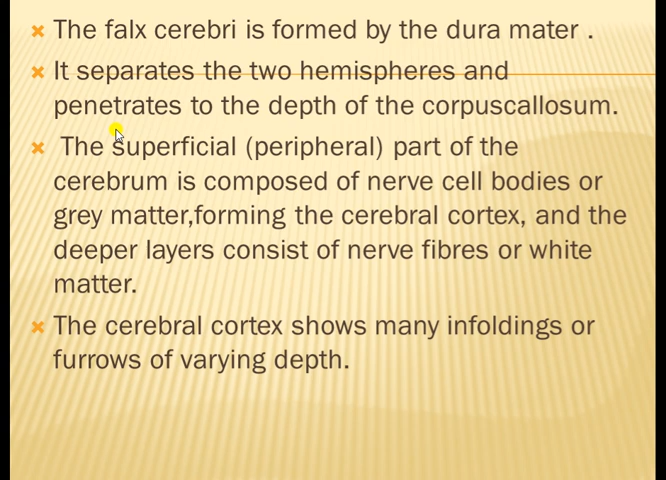 The falx cerebri is formed by the dura mater .
It separates the two hemispheres and
penetrates to the depth of the corpuscallosum.
The superficial (peripheral) part of the
cerebrum is composed of nerve cell bodies or
grey matter,forming the cerebral cortex, and the
deeper layers consist of nerve fibres or white
matter.
The cerebral cortex shows many infoldings or
furrows of varying depth.